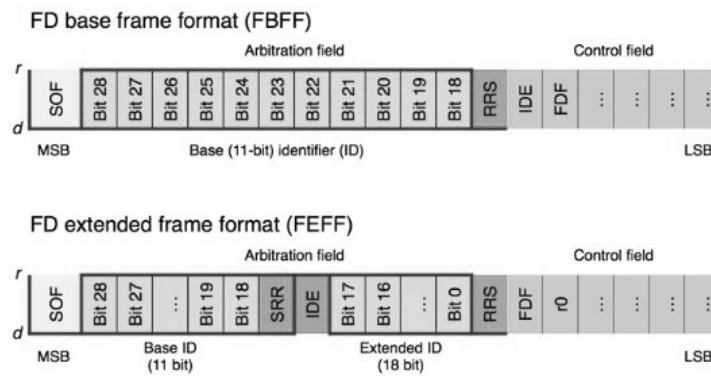 FD base frame format (FBFF)
Arbitration field Control field
r
SOF Bit 28 Bit 27 Bit 26 Bit 25 Bit 24 Bit 23 Bit 22 Bit 21 Bit 20 Bit 19 Bit 18 RRS IDE FDF ... ... ... ...
d
MSB Base (11-bit) identifier (ID) LSB
FD extended frame format (FEFF)
Arbitration field Control field
r
SOF Bit 28 Bit 27 ... Bit 19 Bit 18 SRR IDE Bit 17 Bit 16 ... Bit 0 RRS FDF r0 ... ... ... ...
d
MSB Base ID Extended ID LSB
(11 bit) (18 bit)